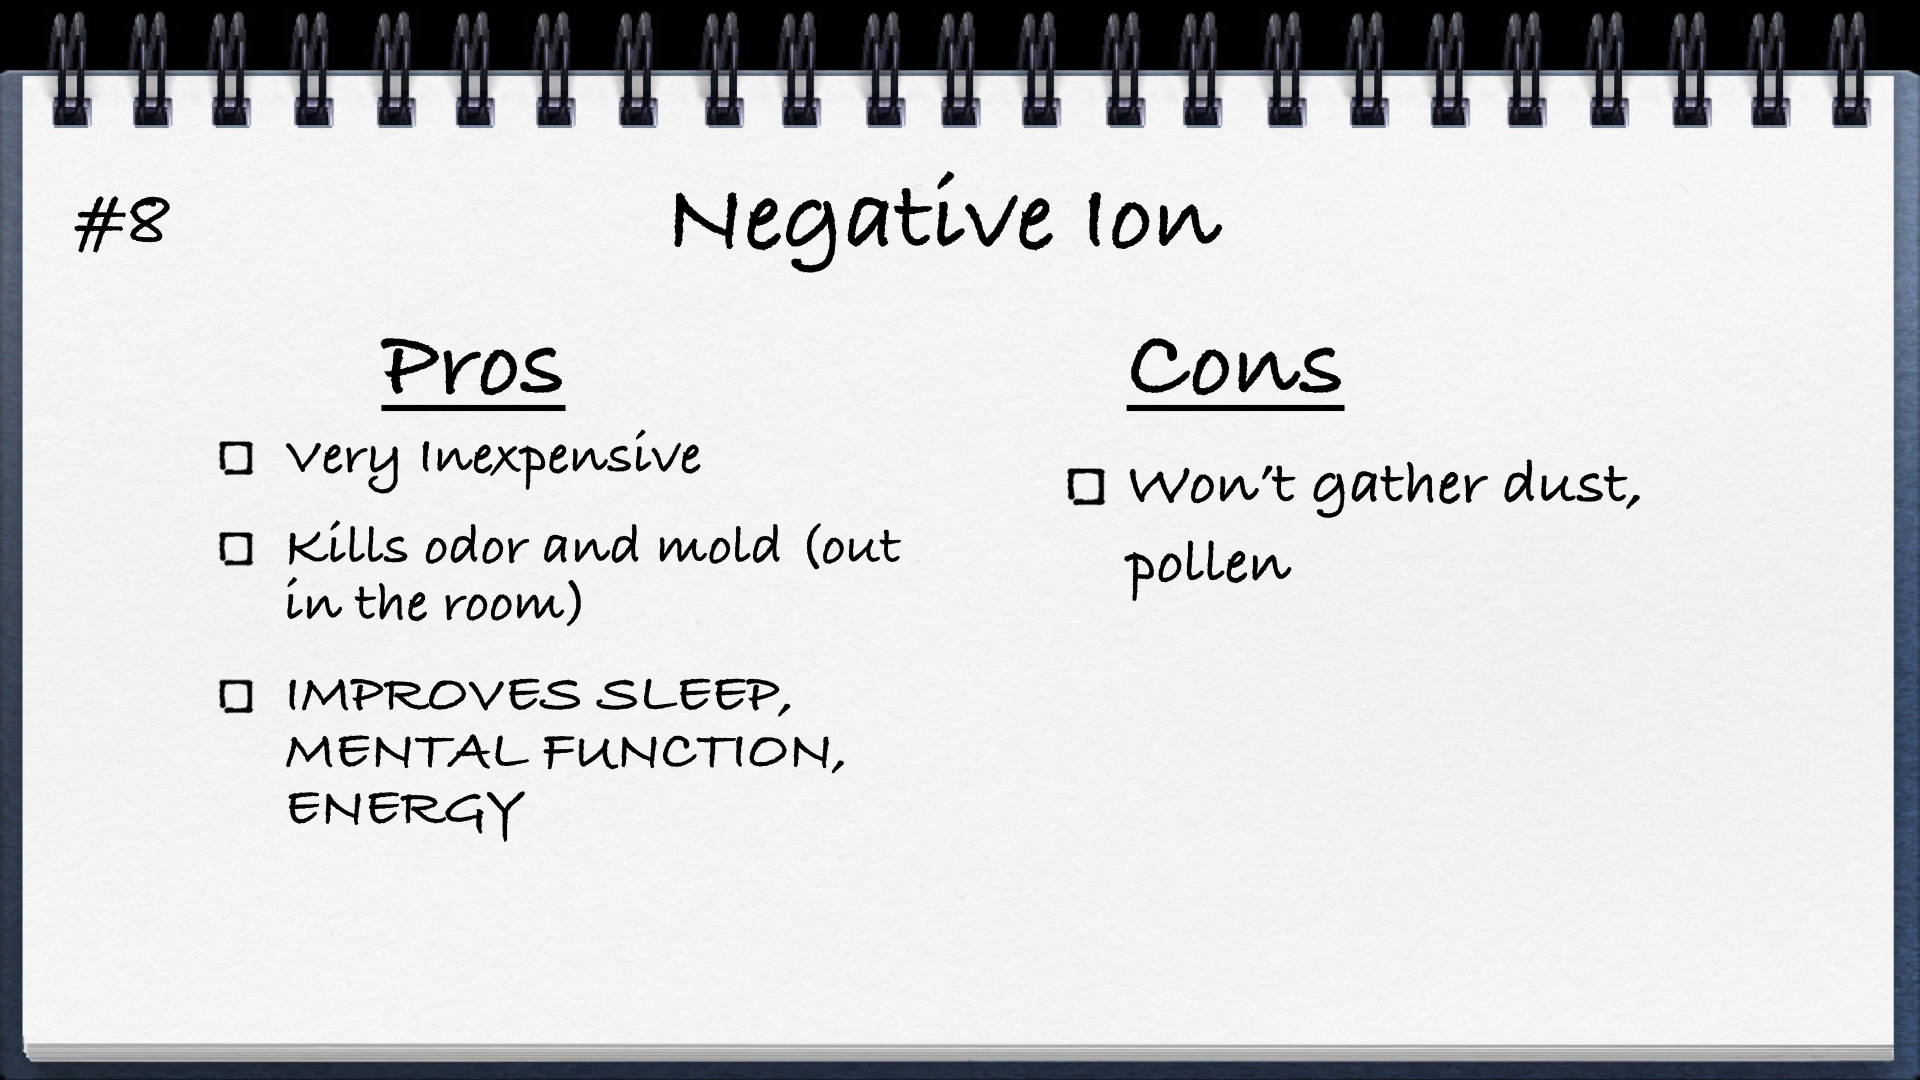 #8
Negative Ion
Pros
Very Inexpensive
Kills odor and mold (out
in the room)
IMPROVES SLEEP,
MENTAL FUNCTION,
ENERGY
Cons
Won’t gather dust,
pollen